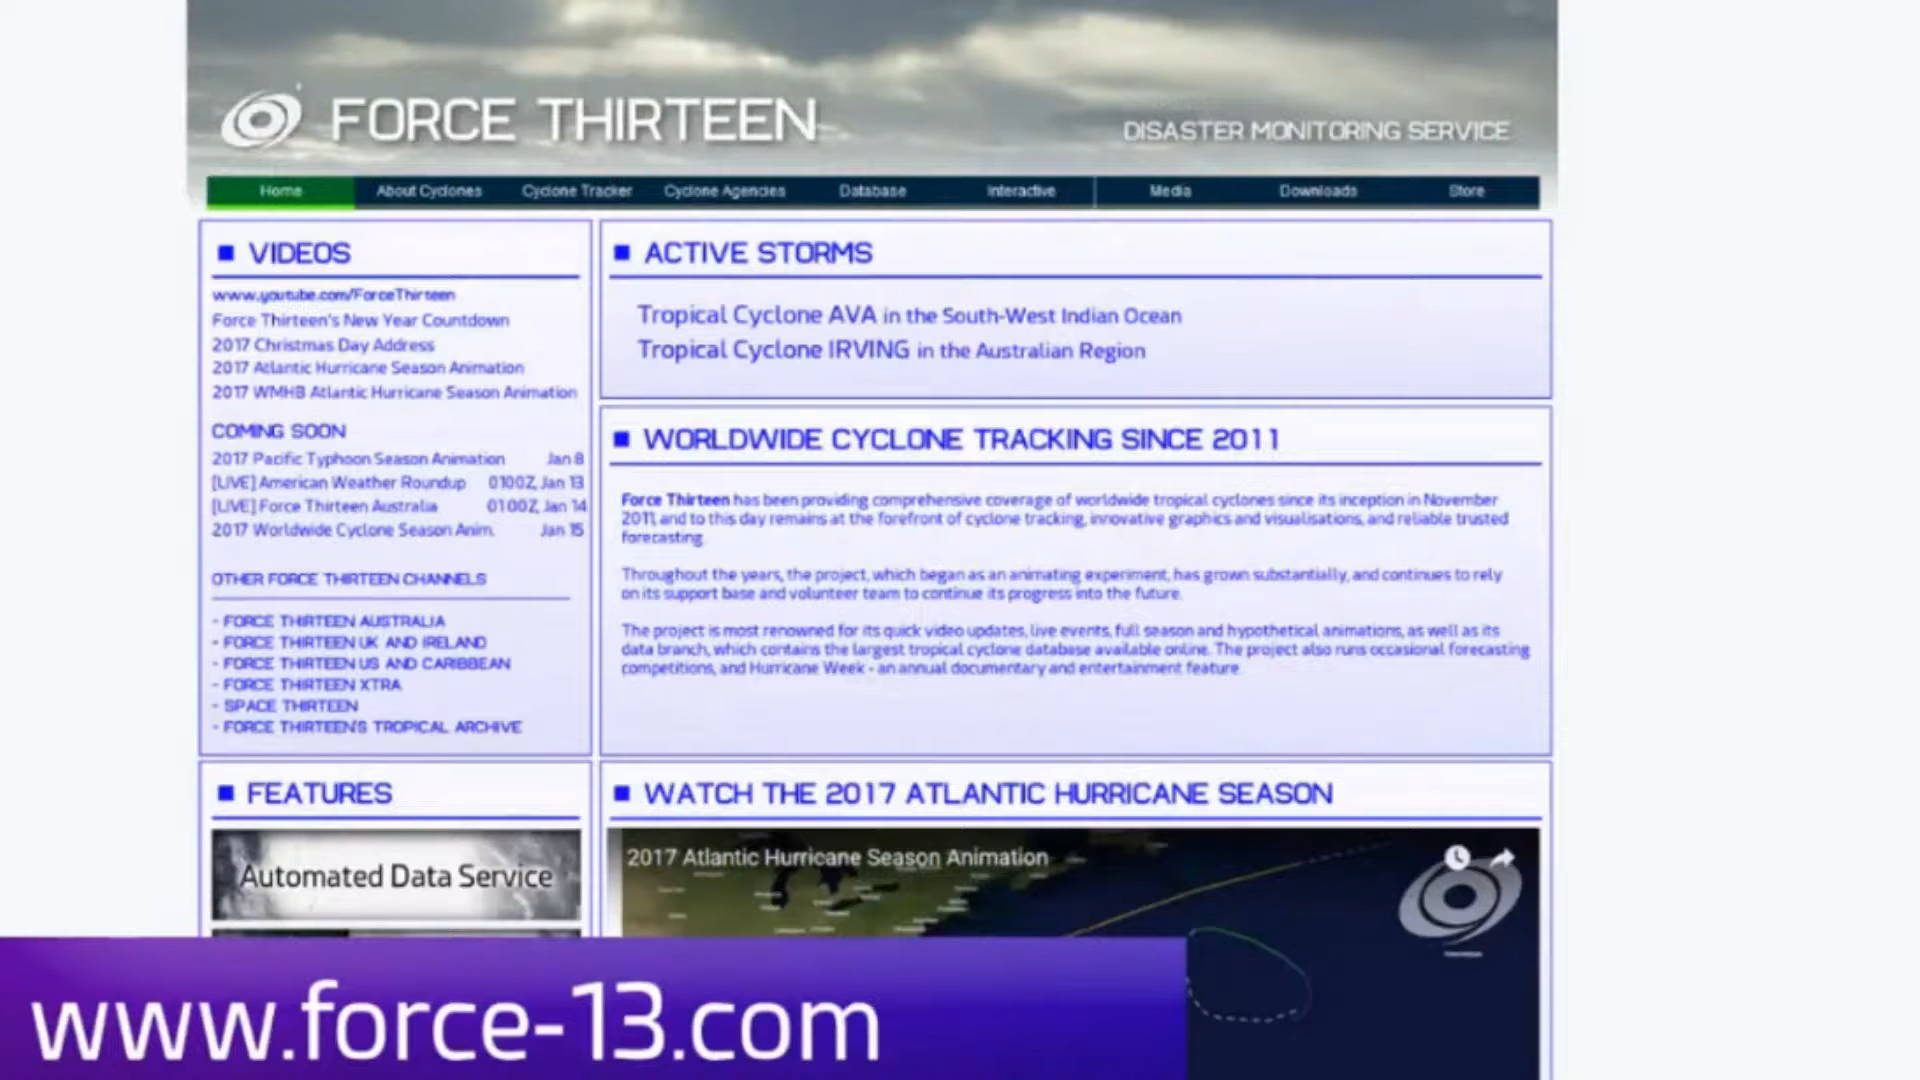 FORCE THIRTEEN
DISASTER MONITORING SERVICE
Home About Cyclones Cyclone Tracker Cyclone Agencies Database Interactive Media Downloads Store
VIDEOS
www.youtube.com/ForceThirteen
Force Thirteen's New Year Countdown
2017 Christmas Day Address
2017 Atlantic Hurricane Season Animation
2017 WMHB Atlantic Hurricane Season Animation
COMING SOON
2017 Pacific Typhoon Season Animation Jan 8
[LIVE] American Weather Roundup 0100Z, Jan 13
[LIVE] Force Thirteen Australia 0100Z, Jan 14
2017 Worldwide Cyclone Season Anim. Jan 15
OTHER FORCE THIRTEEN CHANNELS
- FORCE THIRTEEN AUSTRALIA
- FORCE THIRTEEN UK AND IRELAND
- FORCE THIRTEEN US AND CARIBBEAN
- FORCE THIRTEEN XTRA
- SPACE THIRTEEN
- FORCE THIRTEEN'S TROPICAL ARCHIVE
ACTIVE STORMS
Tropical Cyclone AVA in the South-West Indian Ocean
Tropical Cyclone IRVING in the Australian Region
WORLDWIDE CYCLONE TRACKING SINCE 2011
Force Thirteen has been providing comprehensive coverage of worldwide tropical cyclones since its inception in November
2011, and to this day remains at the forefront of cyclone tracking, innovative graphics and visualisations, and reliable trusted
forecasting.
Throughout the years, the project, which began as an animating experiment, has grown substantially, and continues to rely
on its support base and volunteer team to continue its progress into the future.
The project is most renowned for its quick video updates, live events, full season and hypothetical animations, as well as its
data branch, which contains the largest tropical cyclone database available online. The project also runs occasional forecasting
competitions, and Hurricane Week - an annual documentary and entertainment feature.
FEATURES
Automated Data Service
WATCH THE 2017 ATLANTIC HURRICANE SEASON
2017 Atlantic Hurricane Season Animation
www.force-13.com